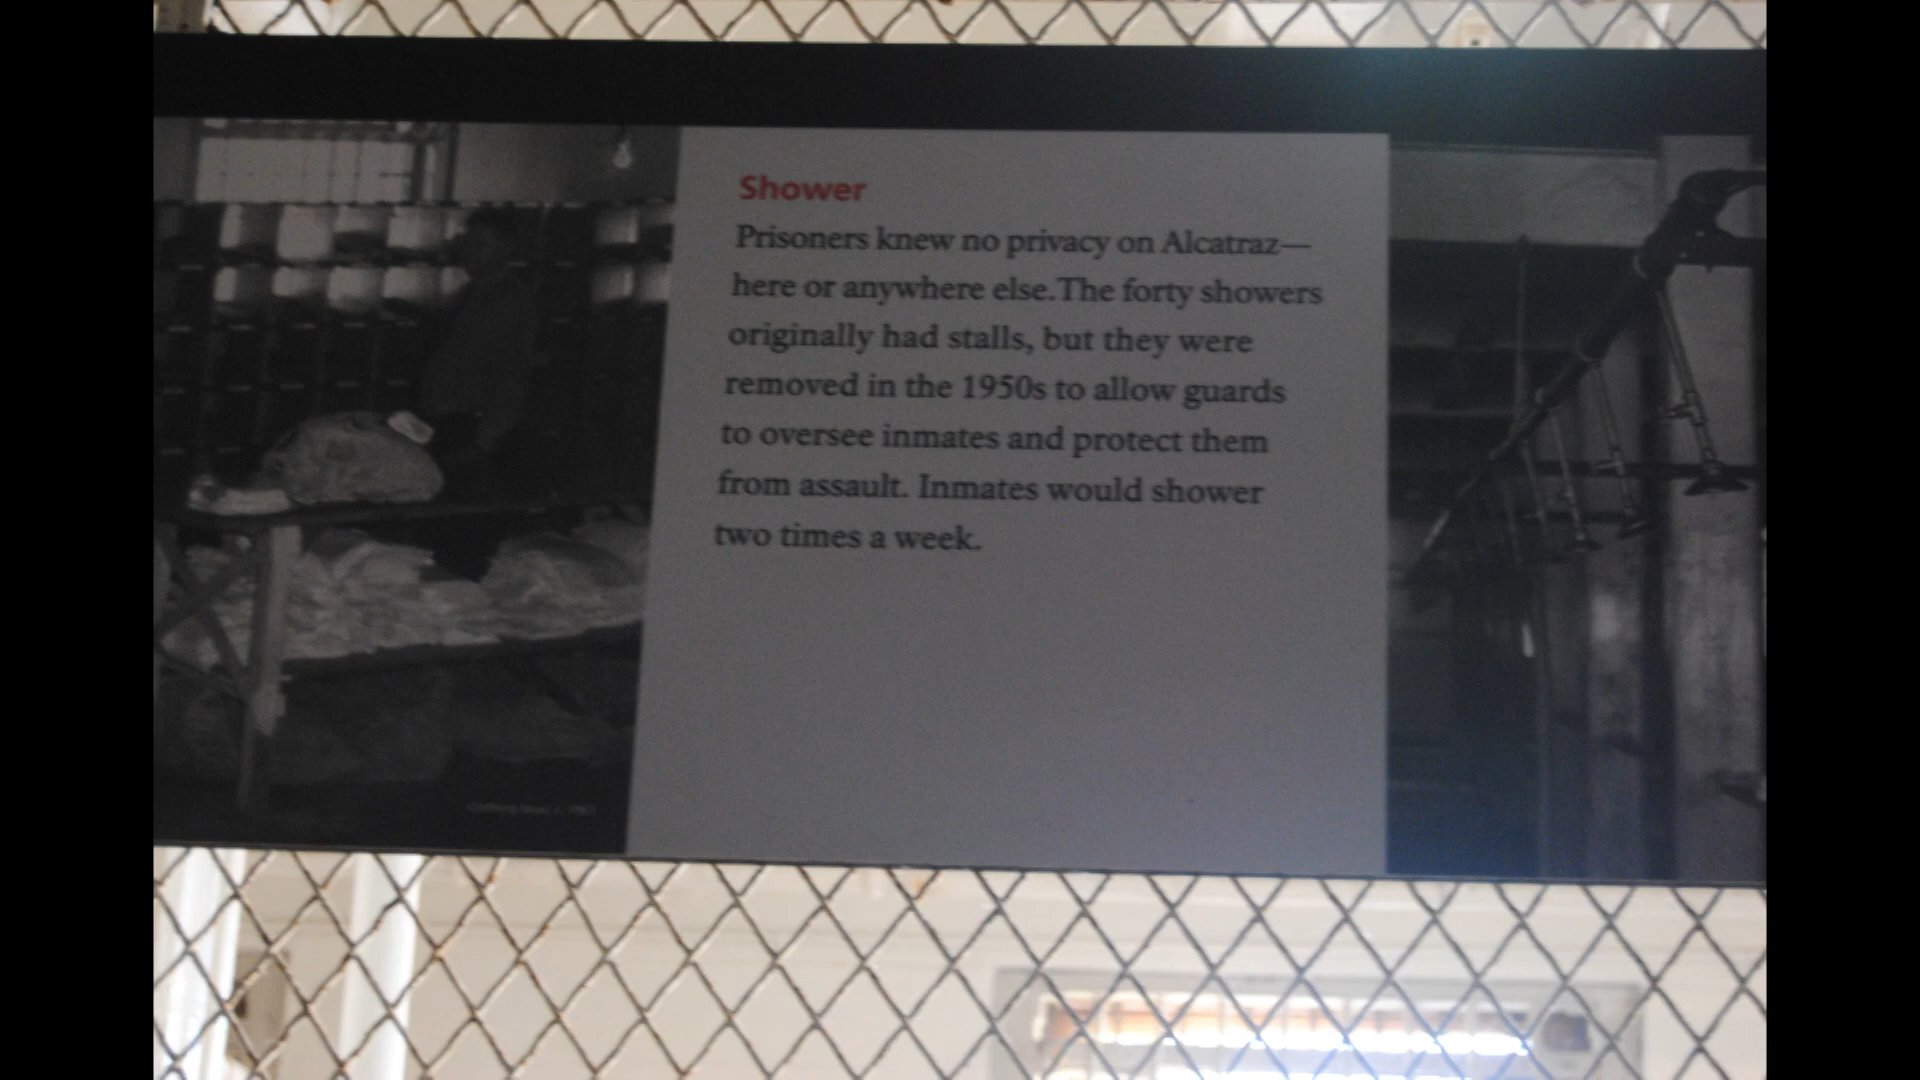 Shower
Prisoners knew no privacy on Alcatraz—
here or anywhere else.The forty showers
originally had stalls, but they were
removed in the 1950s to allow guards
to oversee inmates and protect them
from assault. Inmates would shower
two times a week.